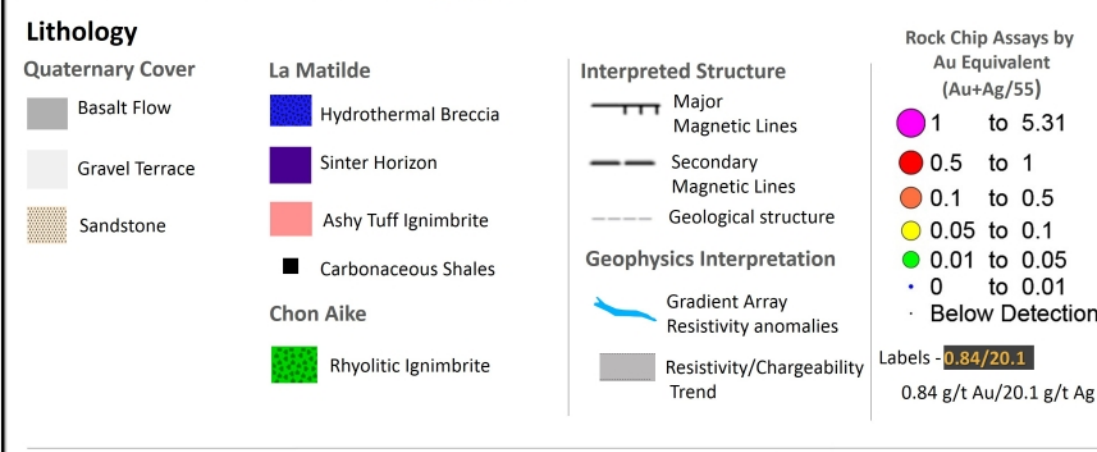 Lithology
Quaternary Cover
Basalt Flow
Gravel Terrace
Sandstone
La Matilde
Hydrothermal Breccia
Sinter Horizon
Ashy Tuff Ignimbrite
Carbonaceous Shales
Chon Aike
Rhyolitic Ignimbrite
Interpreted Structure
Major
Magnetic Lines
Secondary
Magnetic Lines
Geological structure
Geophysics Interpretation
Gradient Array
Resistivity anomalies
Resistivity/Chargeability
Trend
Rock Chip Assays by
Au Equivalent
(Au+Ag/55)
1 to 5.31
0.5 to 1
0.1 to 0.5
0.05 to 0.1
0.01 to 0.05
0 to 0.01
Below Detection
Labels - 0.84/20.1
0.84 g/t Au/20.1 g/t Ag